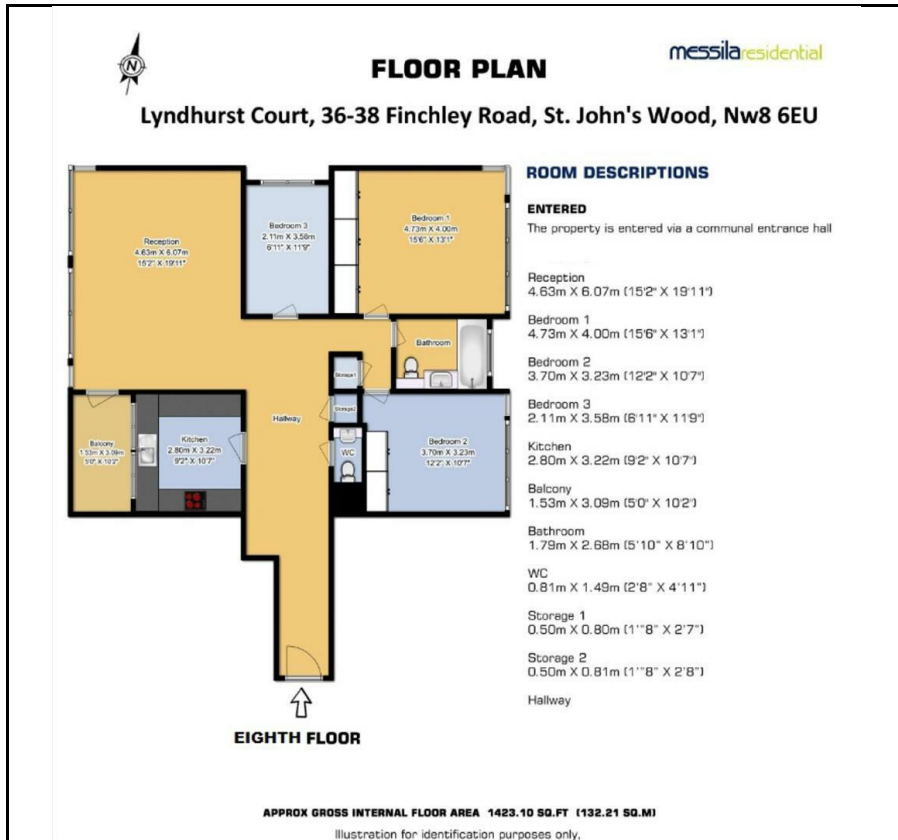 N
FLOOR PLAN
messilaresidential
Lyndhurst Court, 36-38 Finchley Road, St. John's Wood, Nw8 6EU
Reception
4.63m X 6.07m
15'2" X 19'11"
Bedroom 3
2.11m X 3.58m
6'11" X 11'9"
Bedroom 1
4.73m X 4.00m
15'6" X 13'1"
Bathroom
Storage1
Storage2
Hallway
WC
Balcony
1.53m X 3.09m
5'0" X 10'2"
Kitchen
2.80m X 3.22m
9'2" X 10'7"
Bedroom 2
3.70m X 3.23m
12'2" X 10'7"
EIGHTH FLOOR
ROOM DESCRIPTIONS
ENTERED
The property is entered via a communal entrance hall
Reception
4.63m X 6.07m (15'2" X 19'11")
Bedroom 1
4.73m X 4.00m (15'6" X 13'1")
Bedroom 2
3.70m X 3.23m (12'2" X 10'7")
Bedroom 3
2.11m X 3.58m (6'11" X 11'9")
Kitchen
2.80m X 3.22m (9'2" X 10'7")
Balcony
1.53m X 3.09m (5'0" X 10'2")
Bathroom
1.79m X 2.68m (5'10" X 8'10")
WC
0.81m X 1.49m (2'8" X 4'11")
Storage 1
0.50m X 0.80m (1'"8" X 2'7")
Storage 2
0.50m X 0.81m (1'"8" X 2'8")
Hallway
APPROX GROSS INTERNAL FLOOR AREA 1423.10 SQ.FT (132.21 SQ.M)
Illustration for identification purposes only,